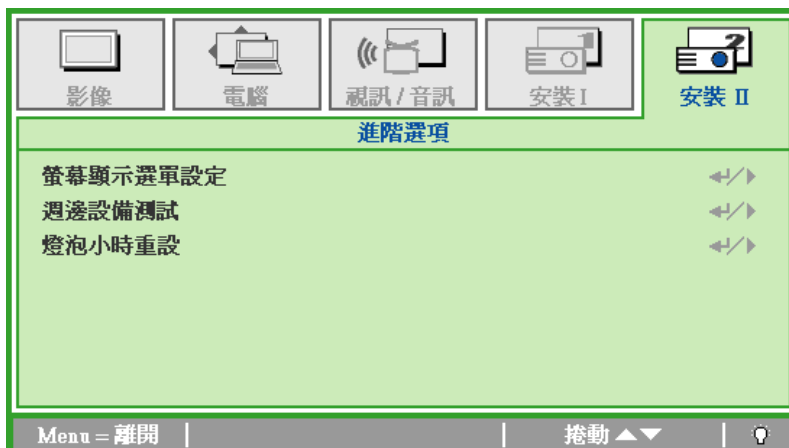 影像 電腦 視訊 / 音訊 安裝 I 安裝 II
進階選項
螢幕顯示選單設定
週邊設備測試
燈泡小時重設
Menu = 離開 捲動